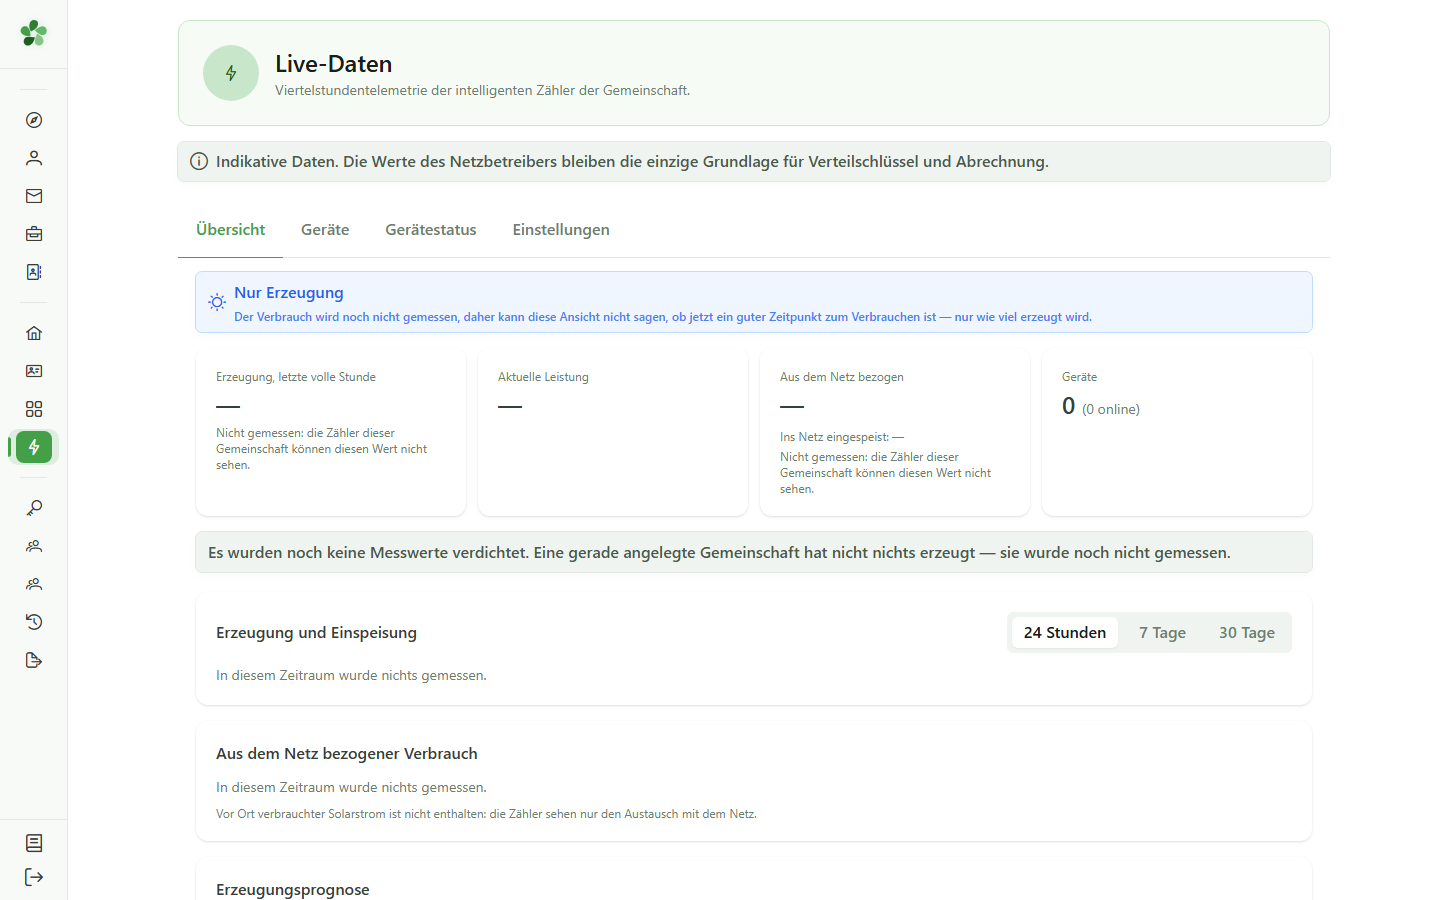 Live-Daten
Viertelstundentelemetrie der intelligenten Zähler der Gemeinschaft.
Indikative Daten. Die Werte des Netzbetreibers bleiben die einzige Grundlage für Verteilschlüssel und Abrechnung.
Übersicht
Geräte
Gerätestatus
Einstellungen
Nur Erzeugung
Der Verbrauch wird noch nicht gemessen, daher kann diese Ansicht nicht sagen, ob jetzt ein guter Zeitpunkt zum Verbrauchen ist — nur wie viel erzeugt wird.
Erzeugung, letzte volle Stunde
—
Nicht gemessen: die Zähler dieser
Gemeinschaft können diesen Wert nicht
sehen.
Aktuelle Leistung
—
Aus dem Netz bezogen
—
Ins Netz eingespeist: —
Nicht gemessen: die Zähler dieser
Gemeinschaft können diesen Wert nicht
sehen.
Geräte
0 (0 online)
Es wurden noch keine Messwerte verdichtet. Eine gerade angelegte Gemeinschaft hat nicht nichts erzeugt — sie wurde noch nicht gemessen.
Erzeugung und Einspeisung
24 Stunden
7 Tage
30 Tage
In diesem Zeitraum wurde nichts gemessen.
Aus dem Netz bezogener Verbrauch
In diesem Zeitraum wurde nichts gemessen.
Vor Ort verbrauchter Solarstrom ist nicht enthalten: die Zähler sehen nur den Austausch mit dem Netz.
Erzeugungsprognose